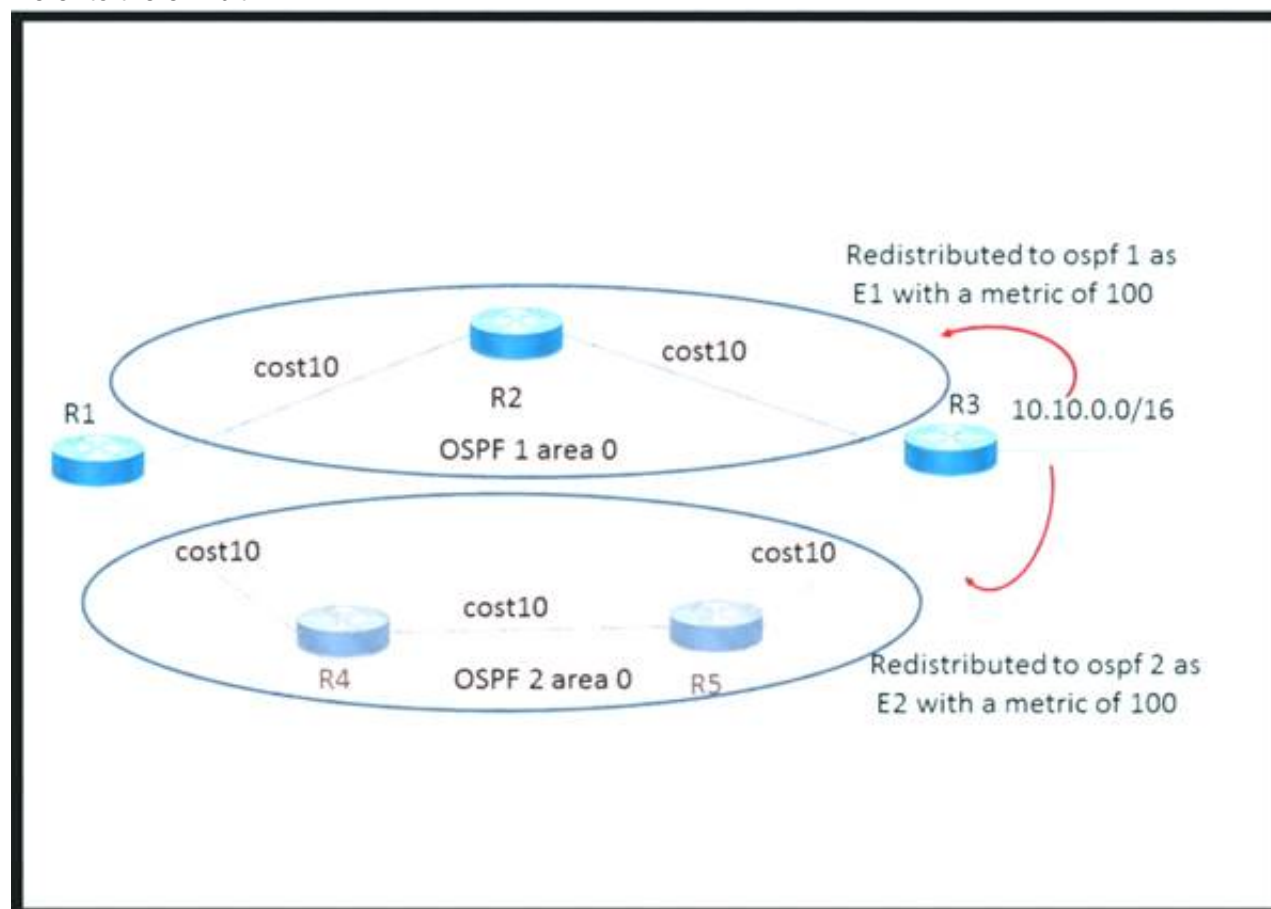 Redistributed to ospf 1 as
E1 with a metric of 100
cost10
cost10
R2
R1
R3
10.10.0.0/16
OSPF 1 area 0
cost10
cost10
cost10
R4
OSPF 2 area 0
R5
Redistributed to ospf 2 as
E2 with a metric of 100